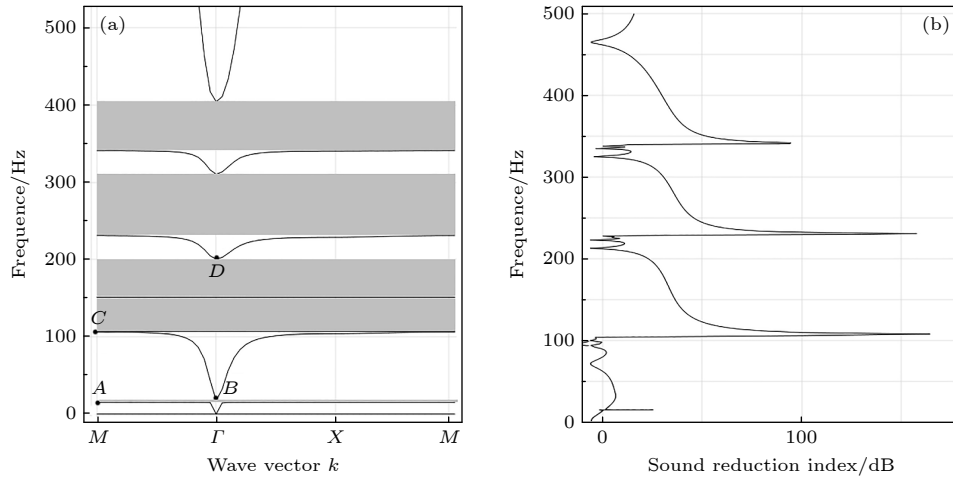 (a)
500
400
300
200
100
0
Frequence/Hz
A
B
C
D
M
Γ
X
M
Wave vector k
(b)
500
400
300
200
100
0
Frequence/Hz
0
100
Sound reduction index/dB